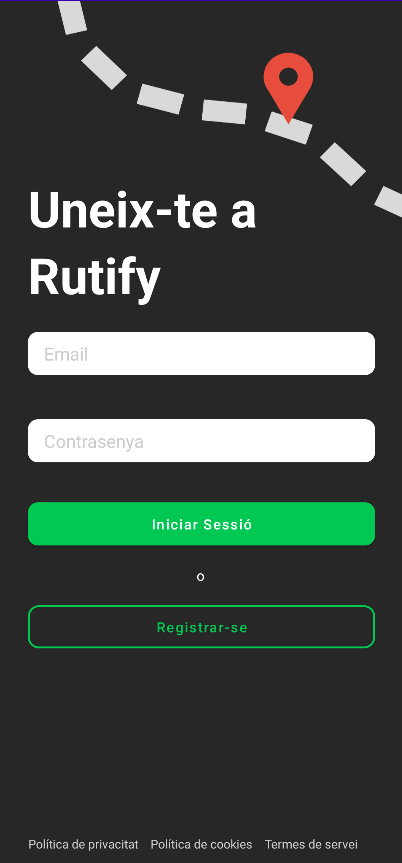 Uneix-te a
Rutify
Email
Contrasenya
Iniciar Sessió
o
Registrar-se
Política de privacitat Política de cookies Termes de servei